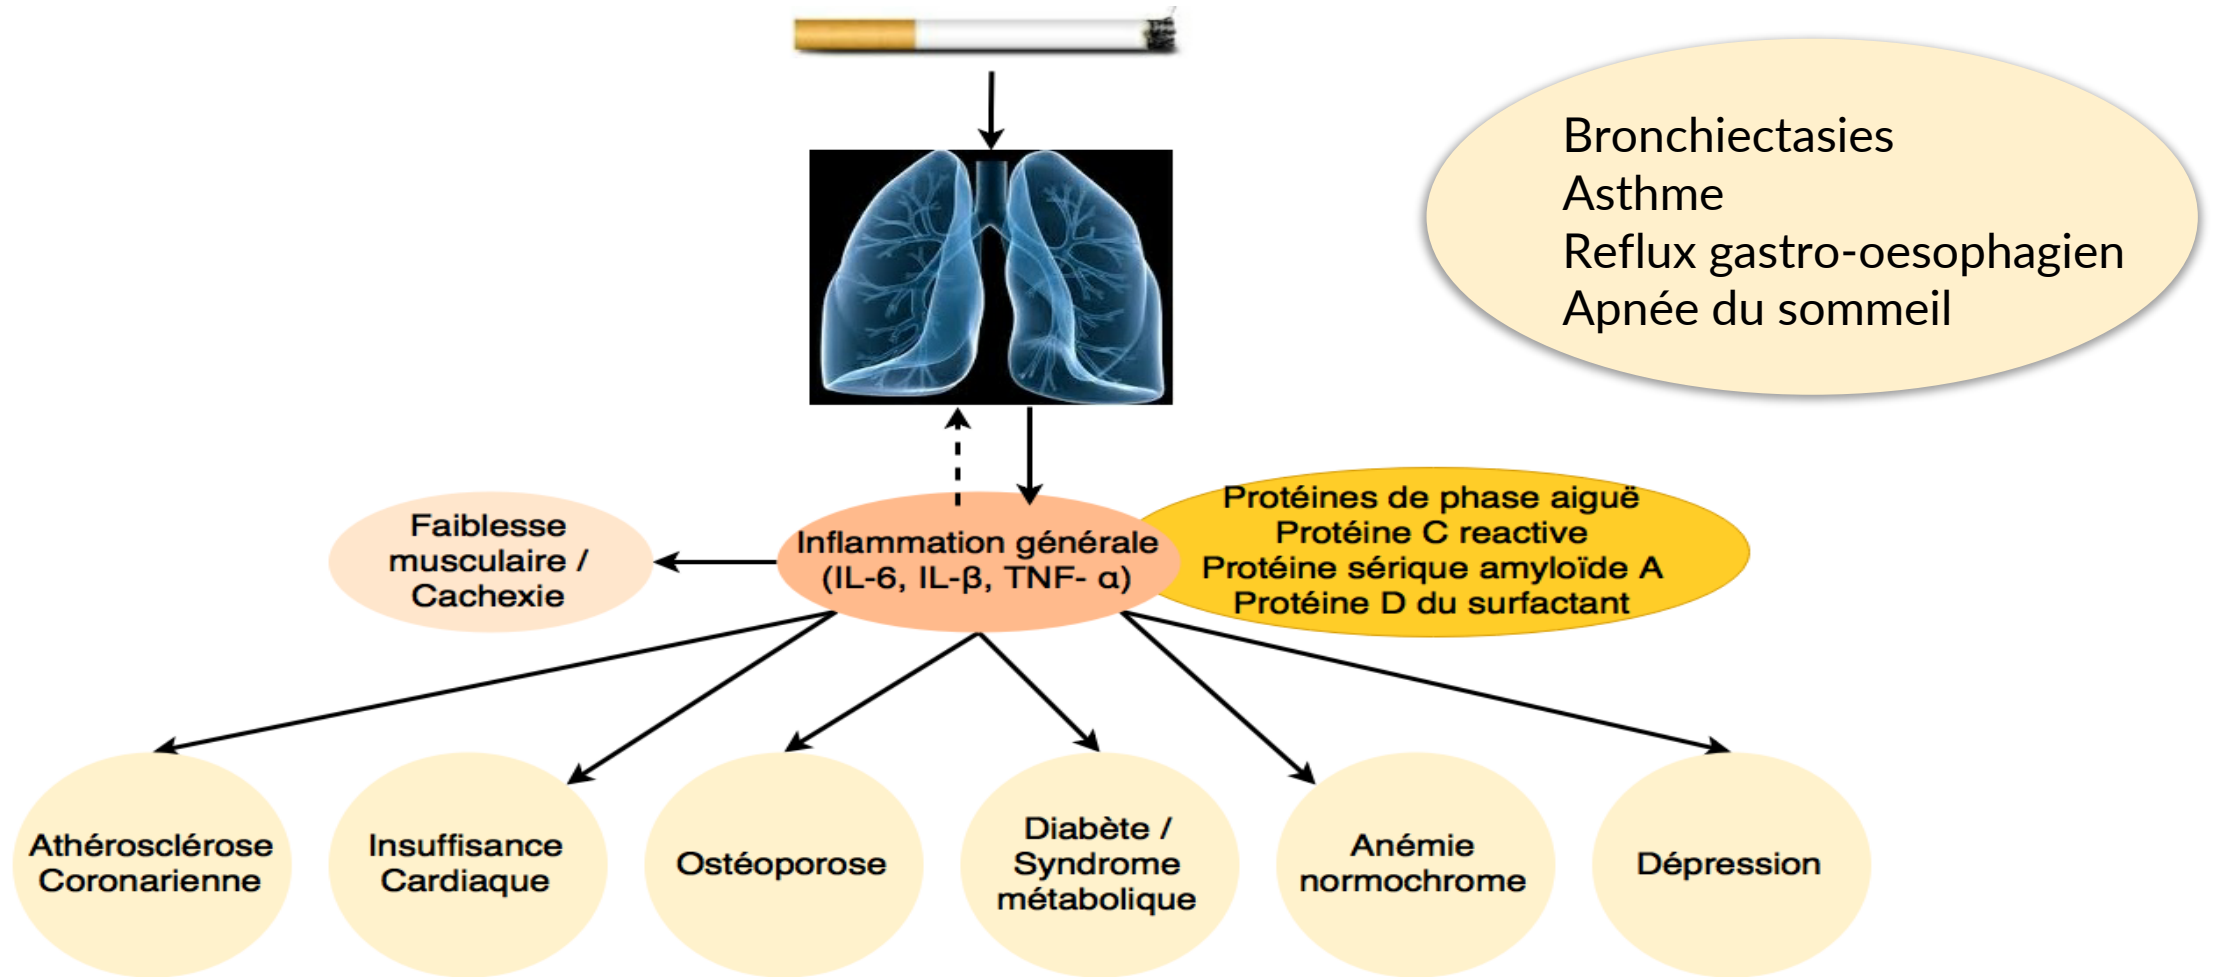 Bronchiectasies
Asthme
Reflux gastro-oesophagien
Apnée du sommeil
Faiblesse
musculaire /
Cachexie
Inflammation générale
(IL-6, IL-β, TNF- α)
Protéines de phase aiguë
Protéine C reactive
Protéine sérique amyloïde A
Protéine D du surfactant
Athérosclérose
Coronarienne
Insuffisance
Cardiaque
Ostéoporose
Diabète /
Syndrome
métabolique
Anémie
normochrome
Dépression